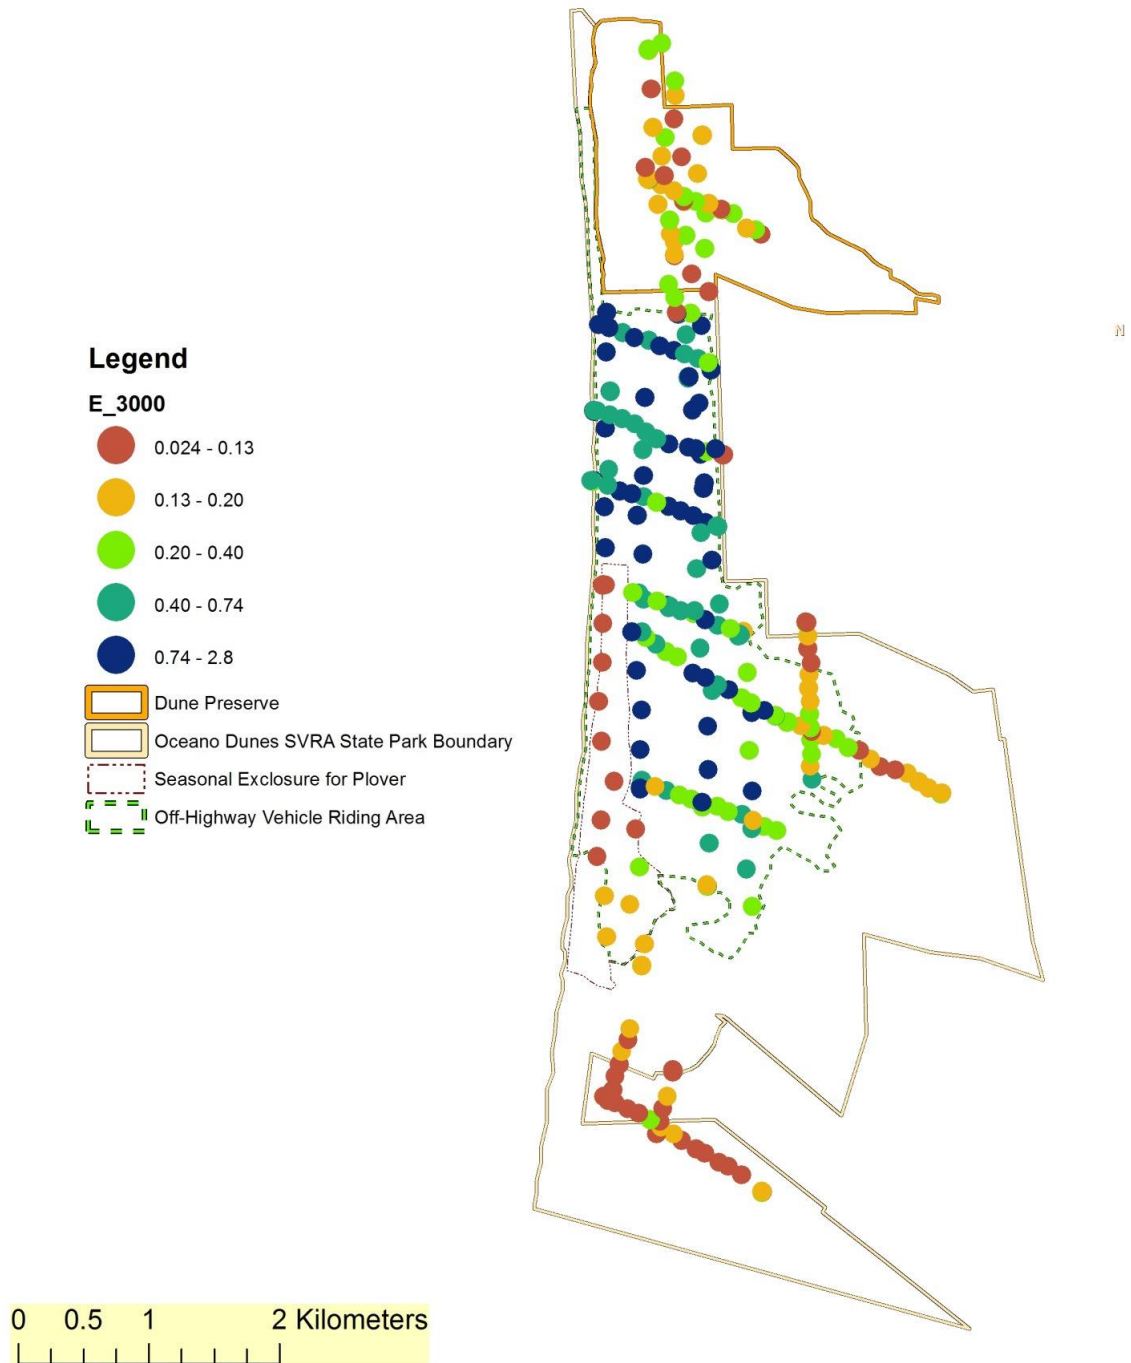 N
Legend
E_3000
0.024 - 0.13
0.13 - 0.20
0.20 - 0.40
0.40 - 0.74
0.74 - 2.8
Dune Preserve
Oceano Dunes SVRA State Park Boundary
Seasonal Exclosure for Plover
Off-Highway Vehicle Riding Area
0 0.5 1 2 Kilometers